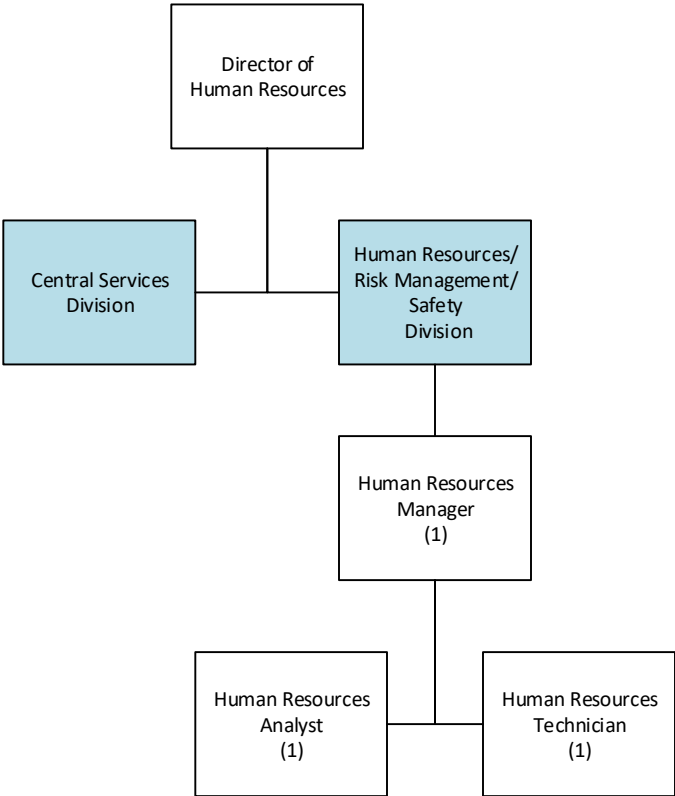 Director of
Human Resources
Central Services
Division
Human Resources/
Risk Management/
Safety
Division
Human Resources
Manager
(1)
Human Resources
Analyst
(1)
Human Resources
Technician
(1)